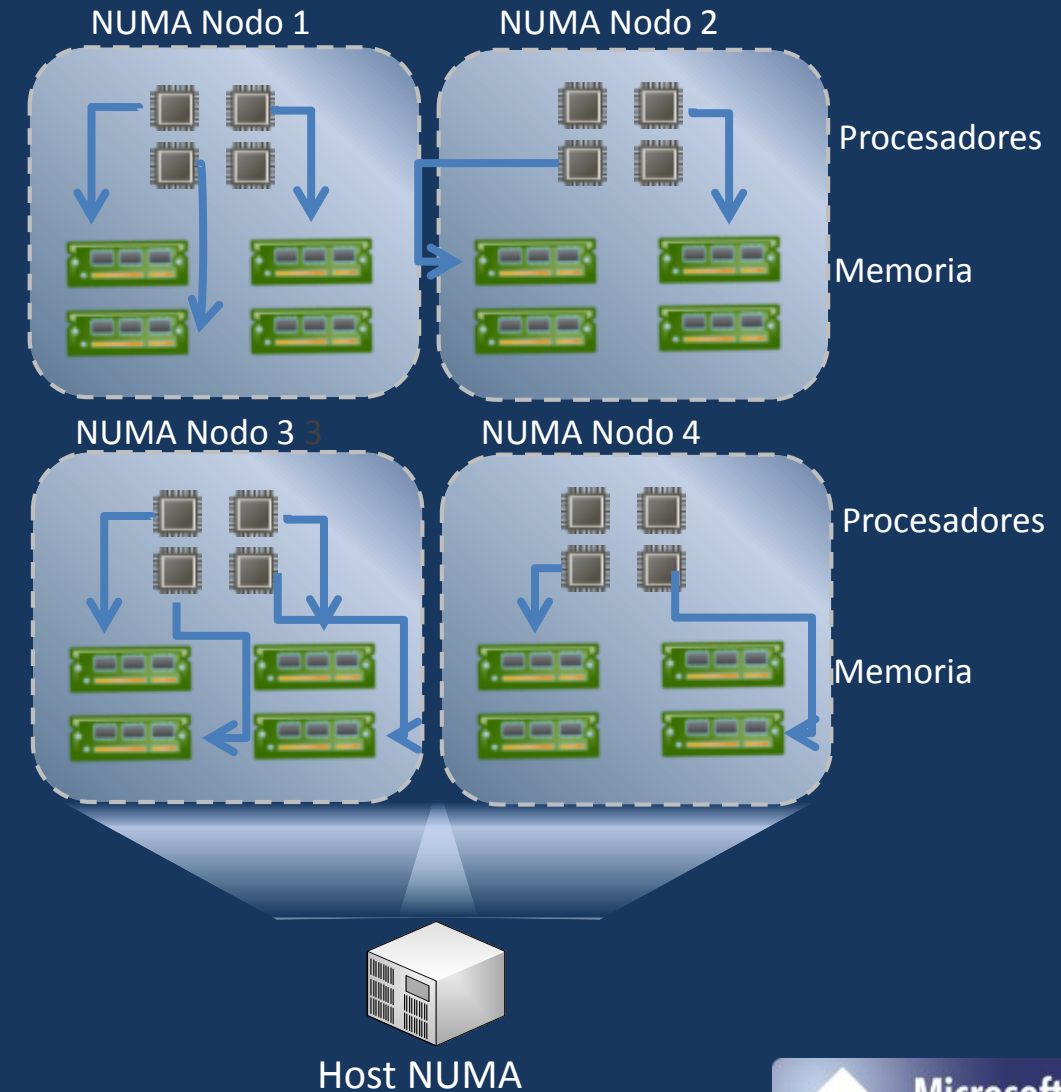 NUMA Nodo 1
NUMA Nodo 2
Procesadores
Memoria
NUMA Nodo 3 3
NUMA Nodo 4
Procesadores
Memoria
Host NUMA
Microsoft